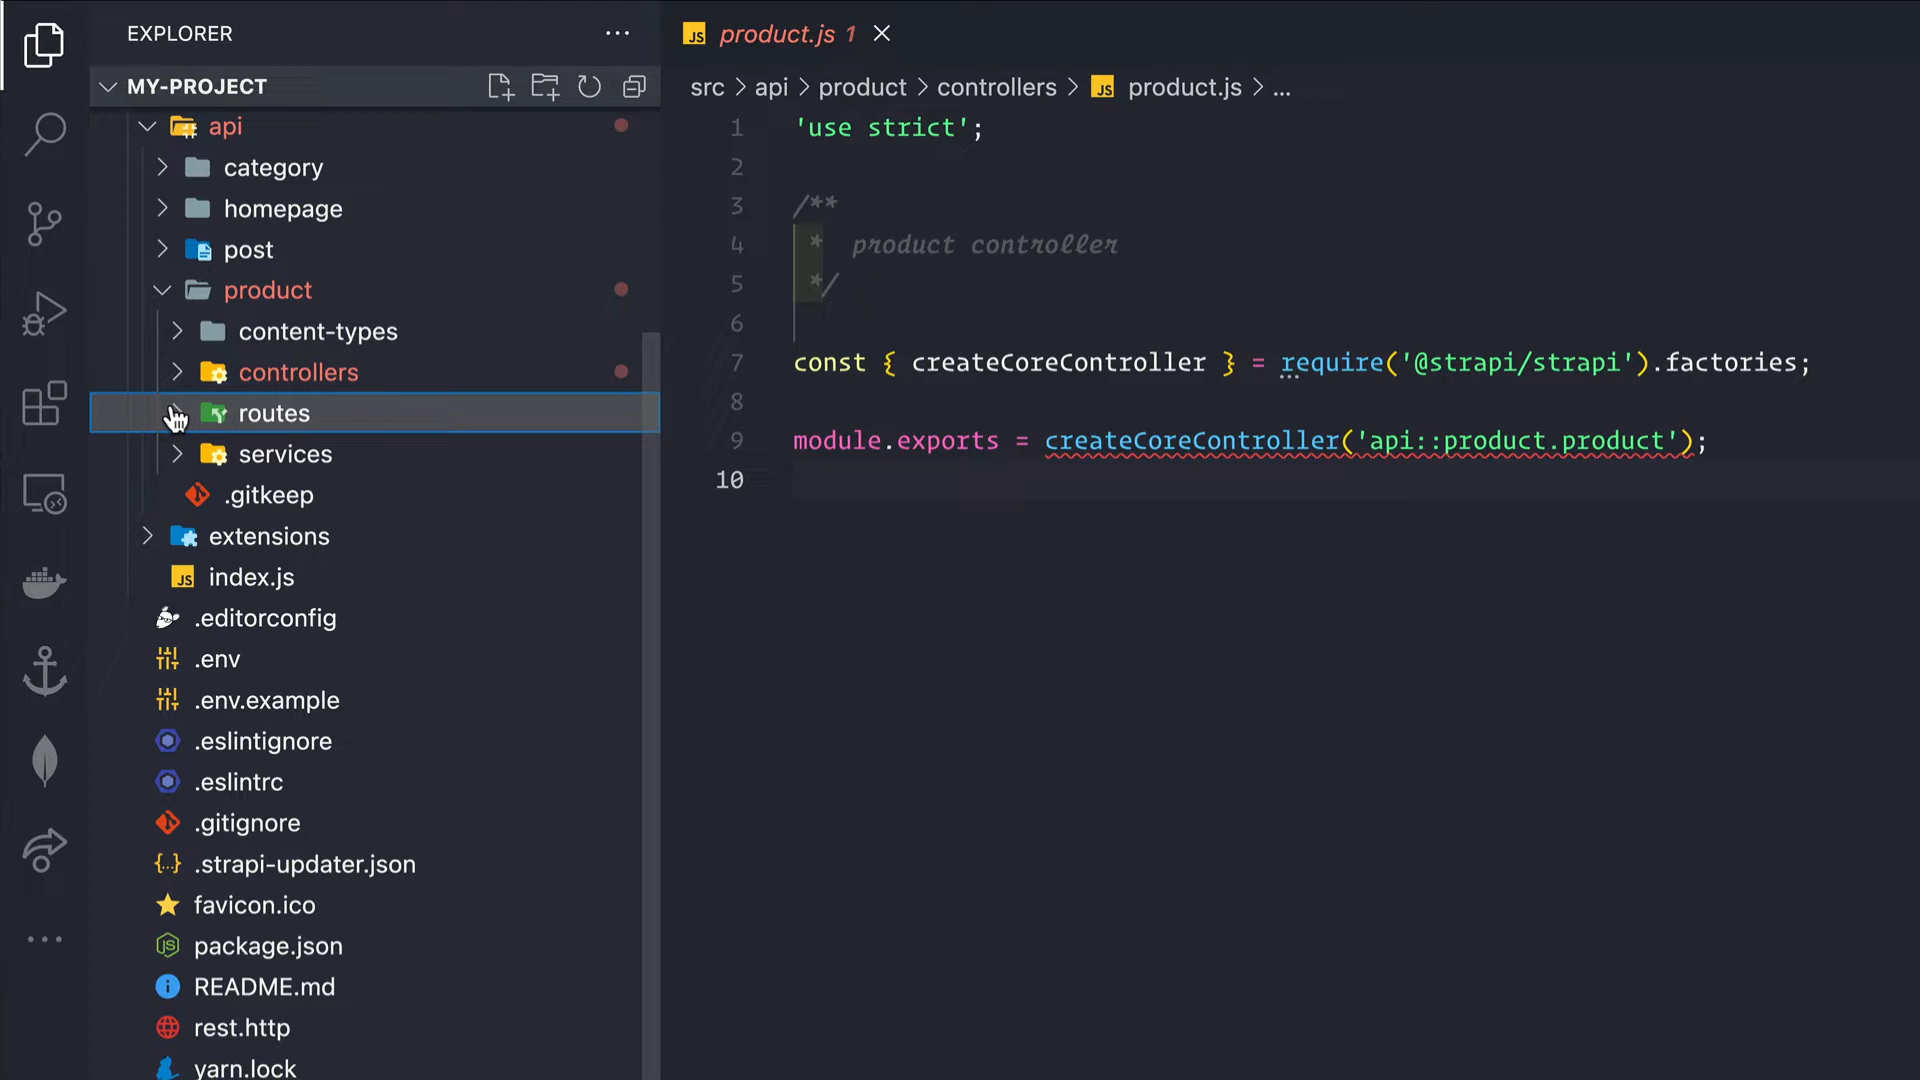 EXPLORER
MY-PROJECT
api
category
homepage
post
product
content-types
controllers
routes
services
.gitkeep
extensions
index.js
.editorconfig
.env
.env.example
.eslintignore
.eslintrc
.gitignore
.strapi-updater.json
favicon.ico
package.json
README.md
rest.http
yarn.lock
JS product.js 1
src > api > product > controllers > JS product.js > ...
1 'use strict';
2
3 /**
4 * product controller
5 */
6
7 const { createCoreController } = require('@strapi/strapi').factories;
8
9 module.exports = createCoreController('api::product.product');
10